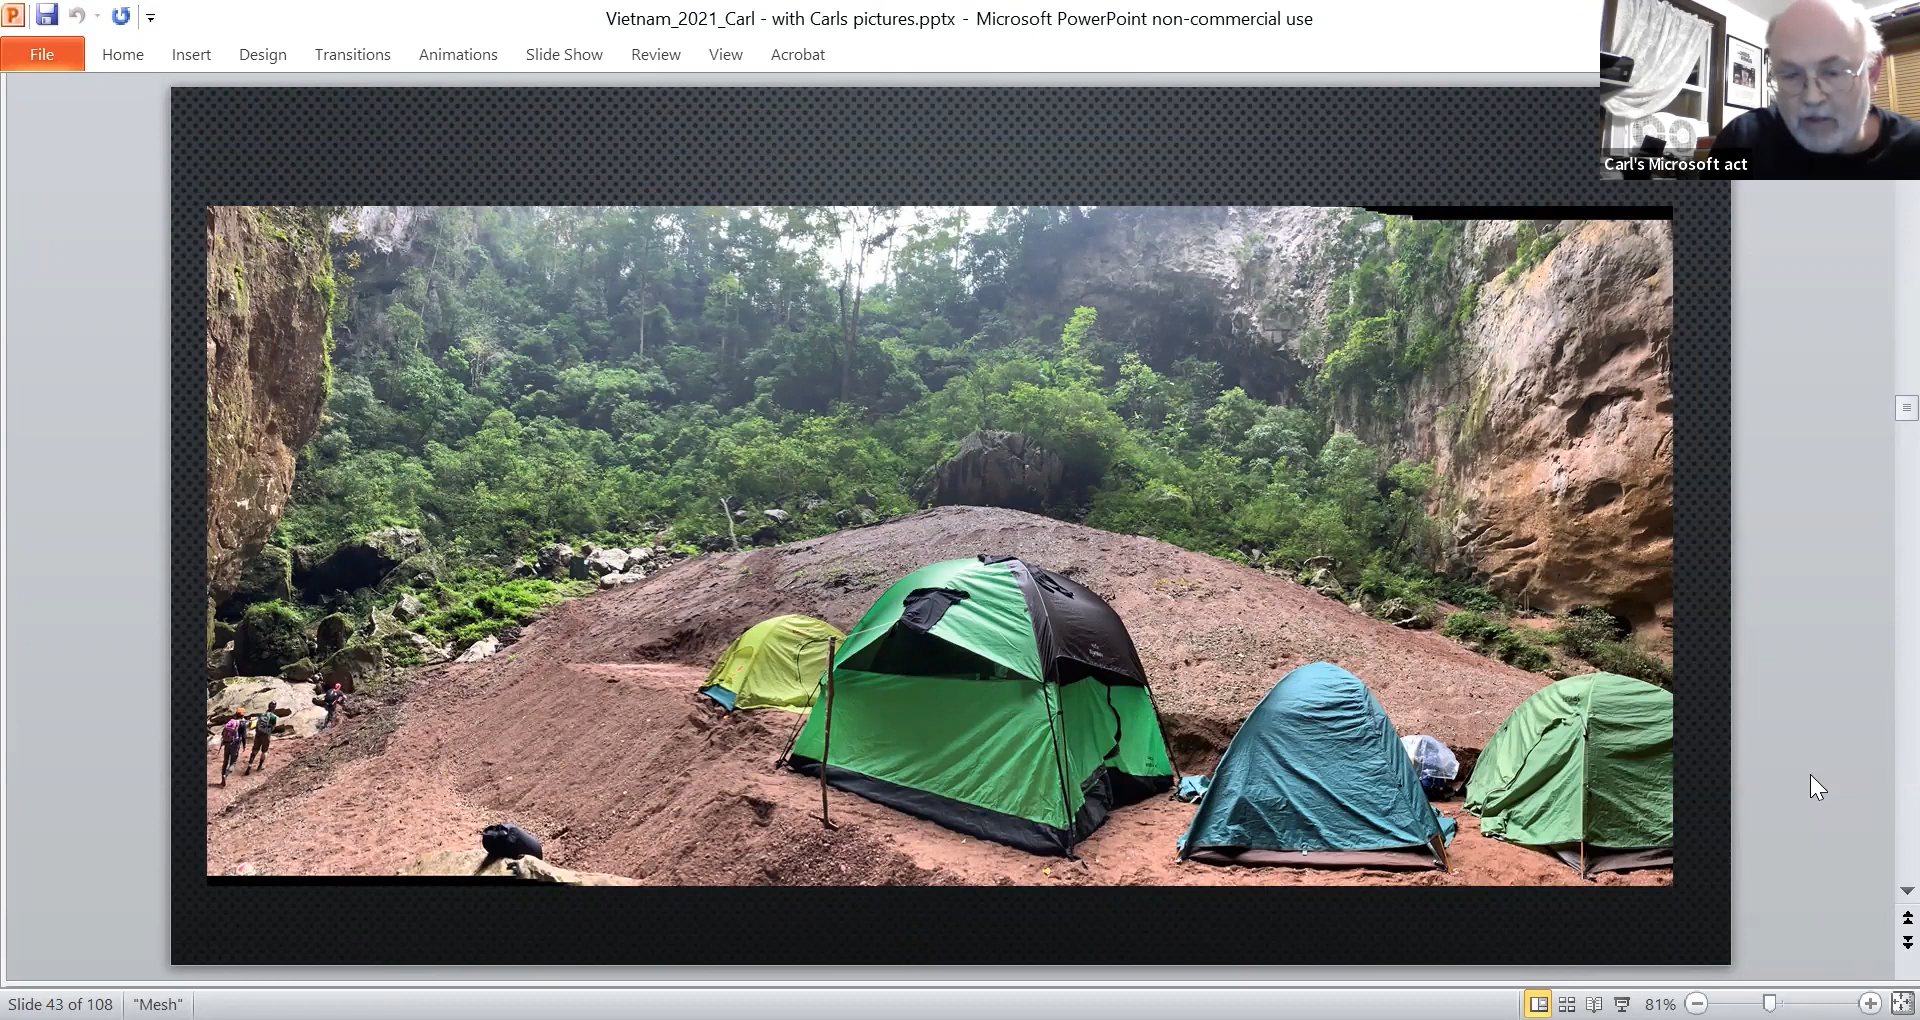 Vietnam_2021_Carl - with Carls pictures.pptx - Microsoft PowerPoint non-commercial use
File Home Insert Design Transitions Animations Slide Show Review View Acrobat
Carl's Microsoft act
Slide 43 of 108 "Mesh" 81%